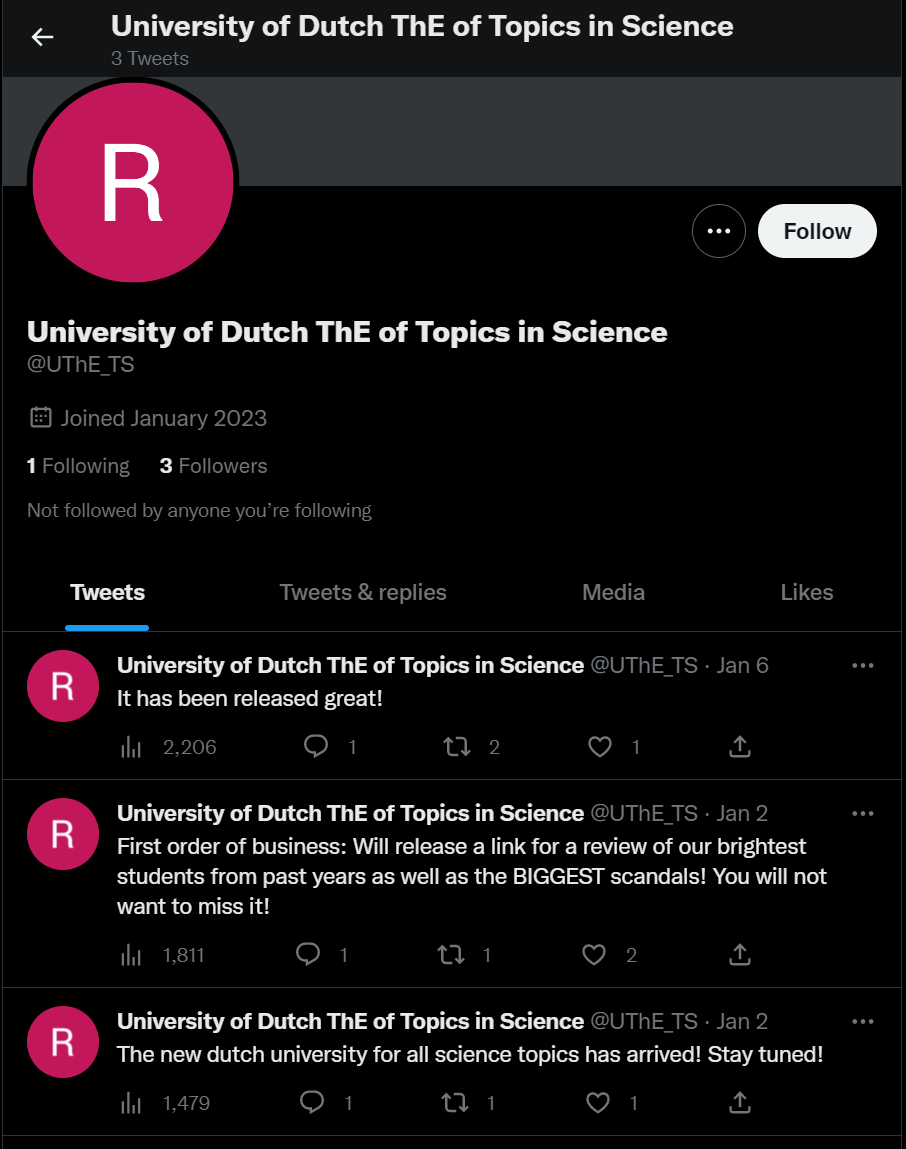 University of Dutch ThE of Topics in Science
3 Tweets
R
Follow
University of Dutch ThE of Topics in Science
@UThE_TS
Joined January 2023
1 Following 3 Followers
Not followed by anyone you’re following
Tweets Tweets & replies Media Likes
R
University of Dutch ThE of Topics in Science @UThE_TS · Jan 6
It has been released great!
2,206 1 2 1
R
University of Dutch ThE of Topics in Science @UThE_TS · Jan 2
First order of business: Will release a link for a review of our brightest
students from past years as well as the BIGGEST scandals! You will not
want to miss it!
1,811 1 1 2
R
University of Dutch ThE of Topics in Science @UThE_TS · Jan 2
The new dutch university for all science topics has arrived! Stay tuned!
1,479 1 1 1